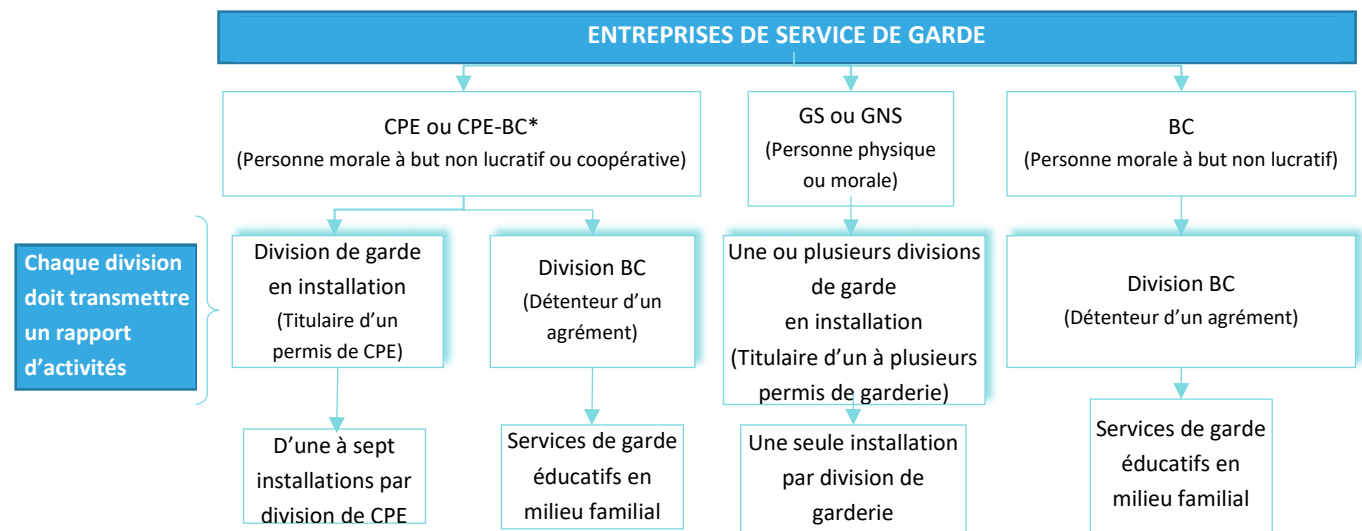 ENTREPRISES DE SERVICE DE GARDE
CPE ou CPE-BC*
(Personne morale à but non lucratif ou coopérative)
GS ou GNS
(Personne physique
ou morale)
BC
(Personne morale à but non lucratif)
Chaque division
doit transmettre
un rapport
d’activités
Division de garde
en installation
(Titulaire d’un
permis de CPE)
Division BC
(Détenteur d’un
agrément)
Une ou plusieurs divisions
de garde
en installation
(Titulaire d’un à plusieurs
permis de garderie)
Division BC
(Détenteur d’un agrément)
D’une à sept
installations par
division de CPE
Services de garde
éducatifs en
milieu familial
Une seule installation
par division de
garderie
Services de garde
éducatifs en
milieu familial